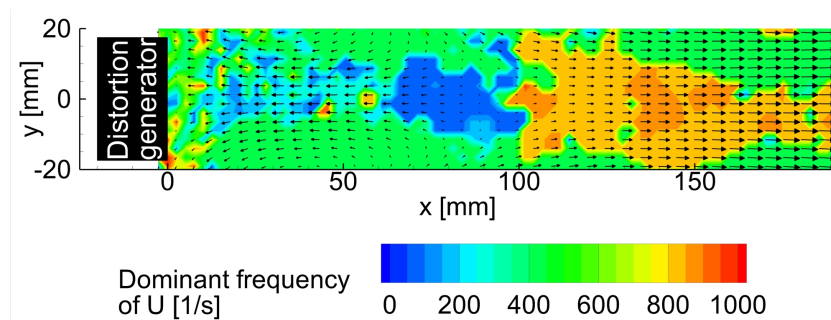 20
0
-20
y [mm]
Distortion
generator
0 50 100 150
x [mm]
Dominant frequency
of U [1/s]
0 200 400 600 800 1000